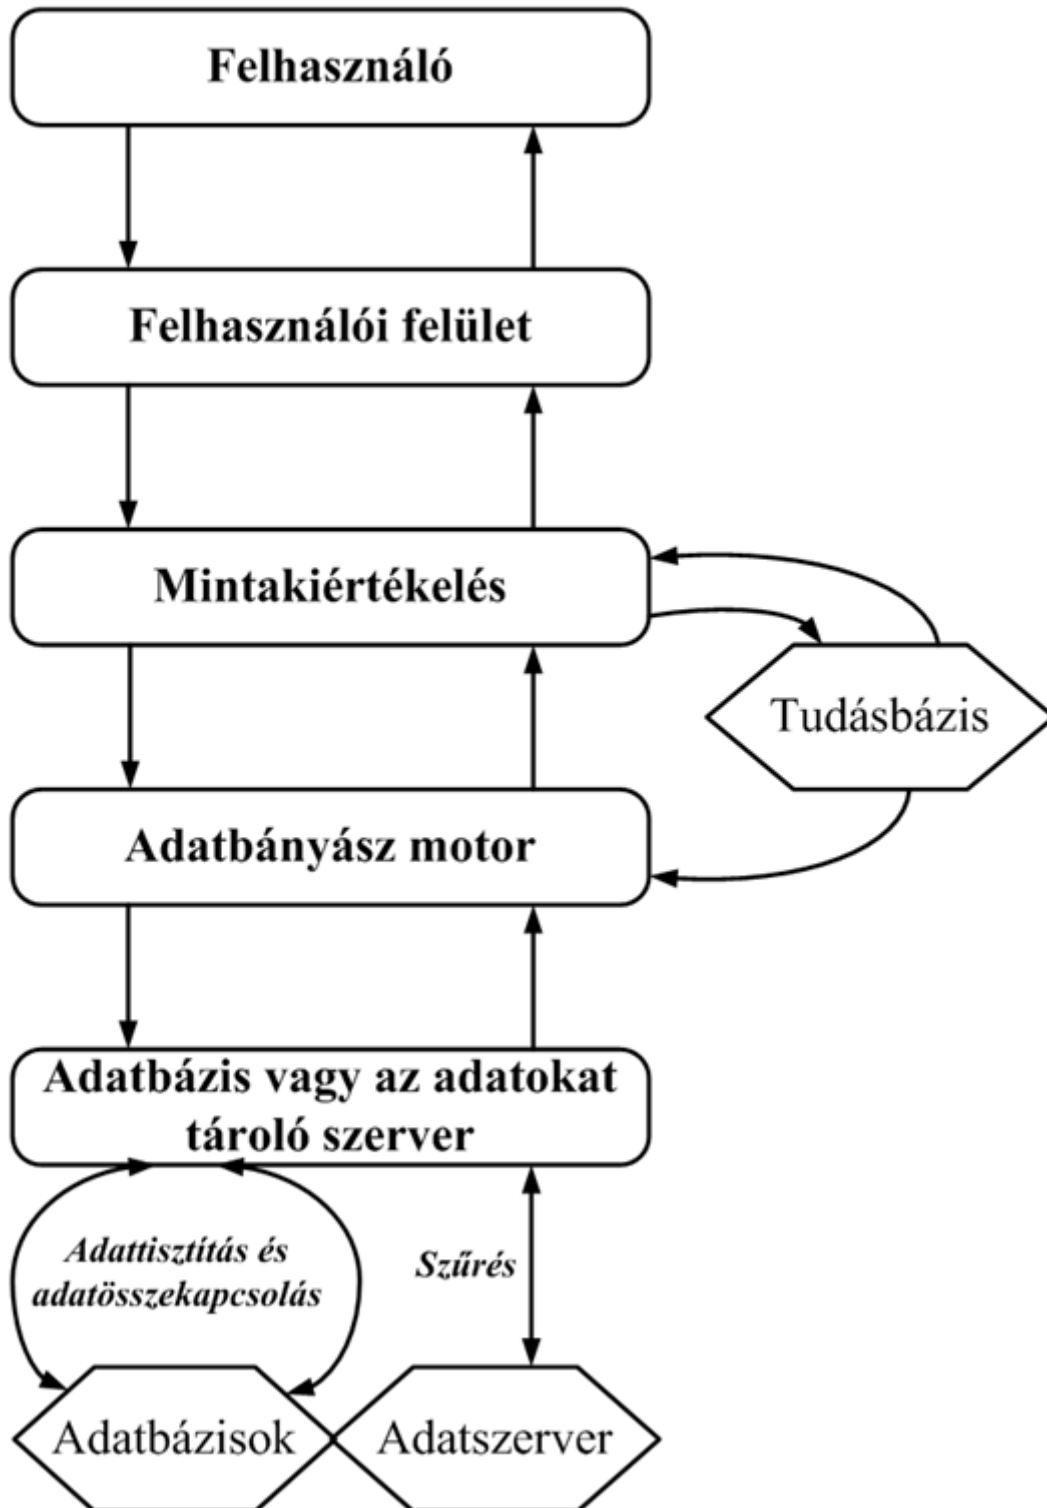 Felhasználó
Felhasználói felület
Mintakiértékelés
Tudásbázis
Adatbányász motor
Adatbázis vagy az adatokat
tároló szerver
Adattisztítás és
adatösszekapcsolás
Szűrés
Adatbázisok
Adatszerver